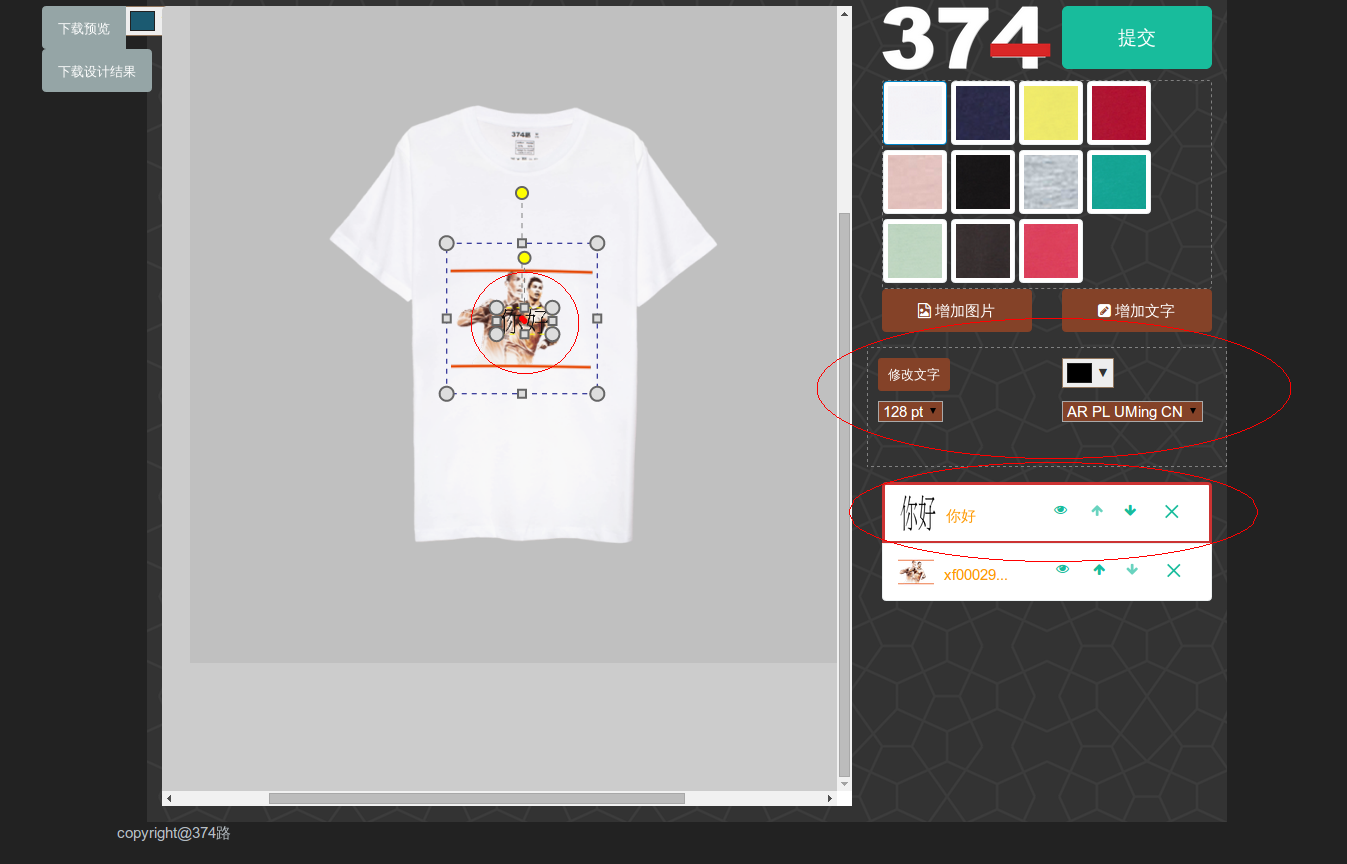 下载预览
下载设计结果
374
提交
374路
增加图片
增加文字
修改文字
128 pt
AR PL UMing CN
你好
你好
你好
xf00029...
copyright@374路